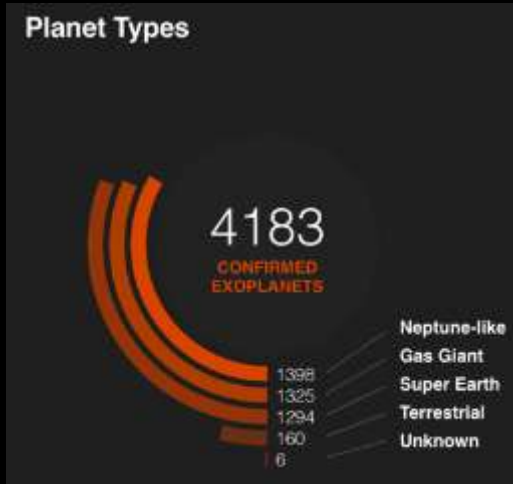 Planet Types
4183
CONFIRMED
EXOPLANETS
1398 Neptune-like
1325 Gas Giant
1294 Super Earth
160 Terrestrial
6 Unknown